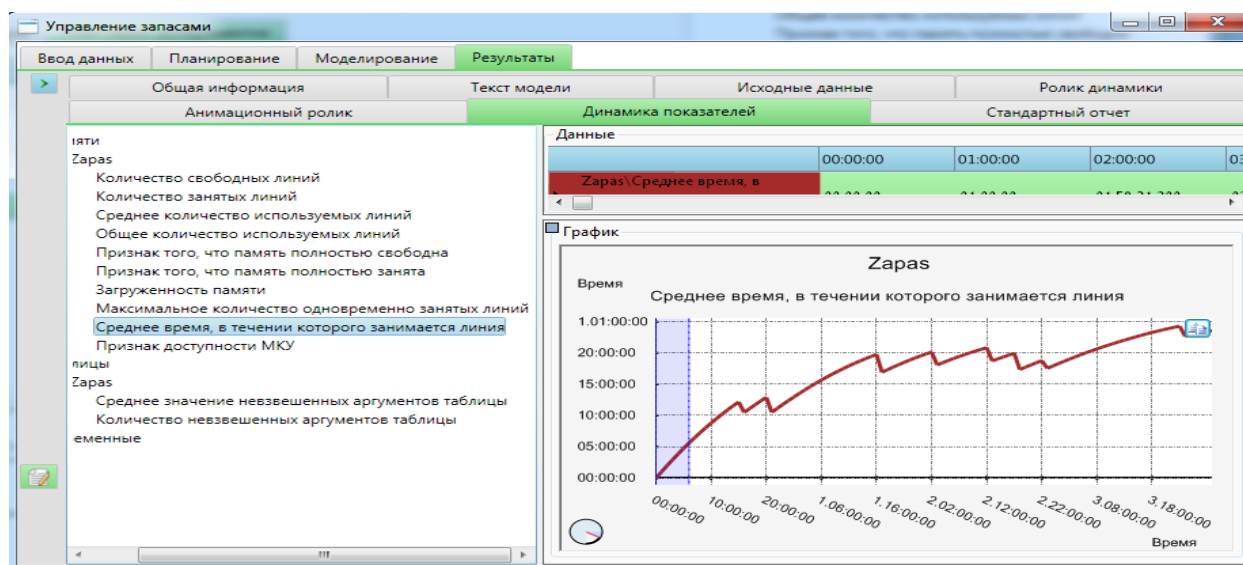 Управление запасами
Ввод данных Планирование Моделирование Результаты
Общая информация Текст модели Исходные данные Ролик динамики
Анимационный ролик Динамика показателей Стандартный отчет
яти
Zapas
Количество свободных линий
Количество занятых линий
Среднее количество используемых линий
Общее количество используемых линий
Признак того, что память полностью свободна
Признак того, что память полностью занята
Загруженность памяти
Максимальное количество одновременно занятых линий
Среднее время, в течении которого занимается линия
Признак доступности МКУ
лицы
Zapas
Среднее значение невзвешенных аргументов таблицы
Количество невзвешенных аргументов таблицы
еменные
Данные
00:00:00 01:00:00 02:00:00 03
Zapas\Среднее время, в
График
Zapas
Время
Среднее время, в течении которого занимается линия
1.01:00:00
20:00:00
15:00:00
10:00:00
05:00:00
00:00:00
00:00:00 10:00:00 20:00:00 1.06:00:00 1.16:00:00 2.02:00:00 2.12:00:00 2.22:00:00 3.08:00:00 3.18:00:00
Время